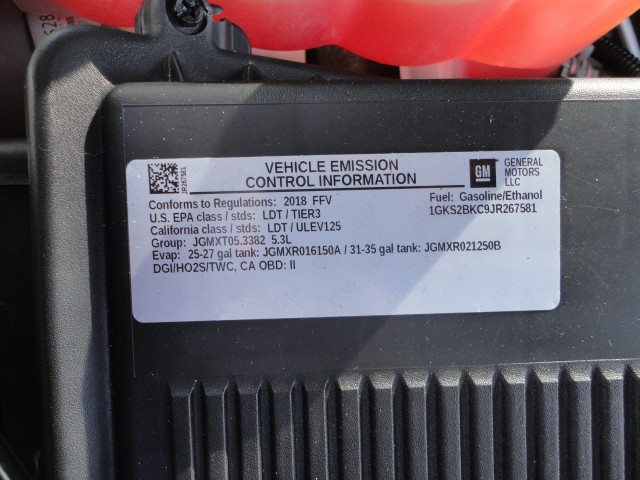 628
JR267581
VEHICLE EMISSION
CONTROL INFORMATION
GM
GENERAL
MOTORS
LLC
Conforms to Regulations: 2018 FFV
Fuel: Gasoline/Ethanol
U.S. EPA class / stds: LDT / TIER3
1GKS2BKC9JR267581
California class / stds: LDT / ULEV125
Group: JGMXT05.3382 5.3L
Evap: 25-27 gal tank: JGMXR016150A / 31-35 gal tank: JGMXR021250B
DGI/HO2S/TWC, CA OBD: II